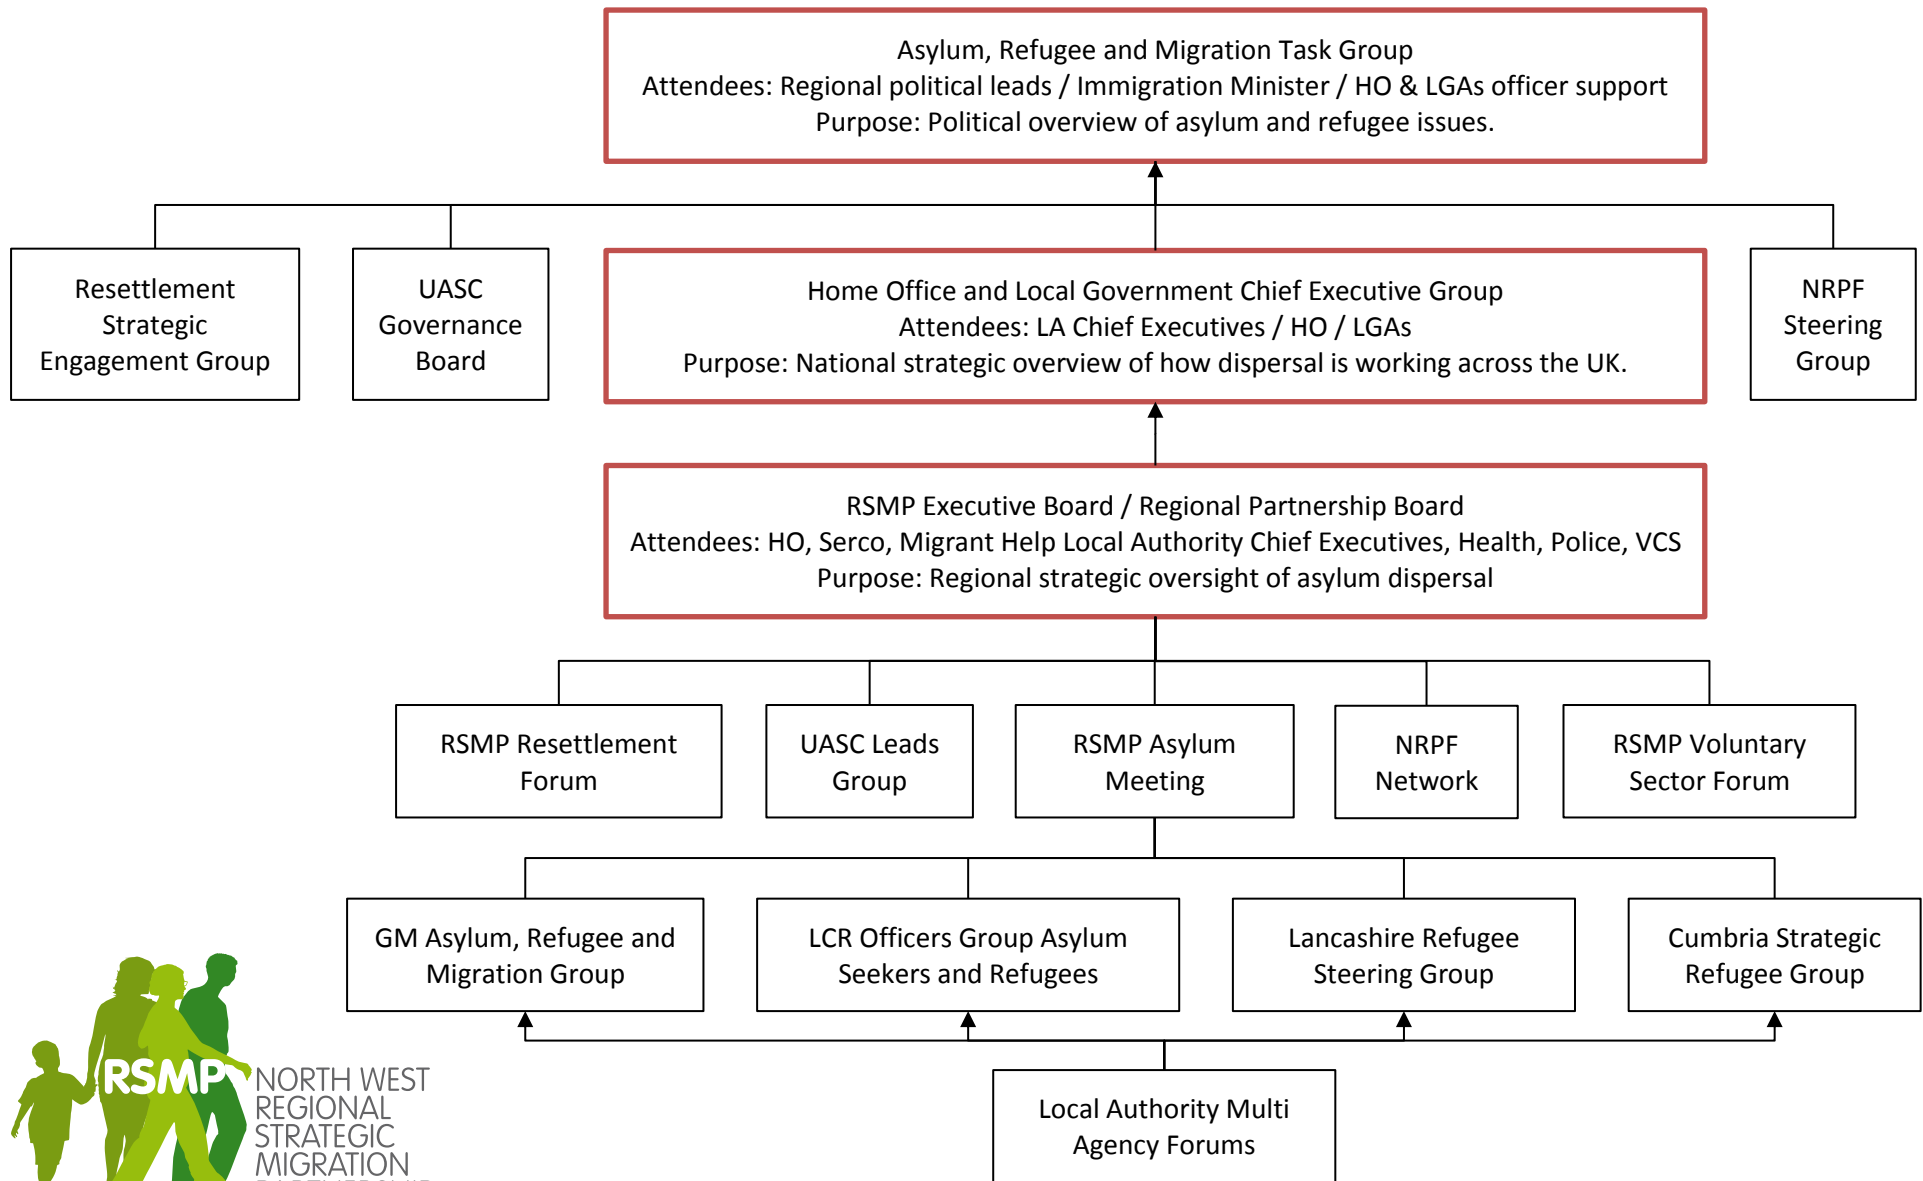 Asylum, Refugee and Migration Task Group
Attendees: Regional political leads / Immigration Minister / HO & LGAs officer support
Purpose: Political overview of asylum and refugee issues.
Resettlement
Strategic
Engagement Group
UASC
Governance
Board
Home Office and Local Government Chief Executive Group
Attendees: LA Chief Executives / HO / LGAs
Purpose: National strategic overview of how dispersal is working across the UK.
NRPF
Steering
Group
RSMP Executive Board / Regional Partnership Board
Attendees: HO, Serco, Migrant Help Local Authority Chief Executives, Health, Police, VCS
Purpose: Regional strategic oversight of asylum dispersal
RSMP Resettlement
Forum
UASC Leads
Group
RSMP Asylum
Meeting
NRPF
Network
RSMP Voluntary
Sector Forum
GM Asylum, Refugee and
Migration Group
LCR Officers Group Asylum
Seekers and Refugees
Lancashire Refugee
Steering Group
Cumbria Strategic
Refugee Group
Local Authority Multi
Agency Forums
RSMP
NORTH WEST
REGIONAL
STRATEGIC
MIGRATION